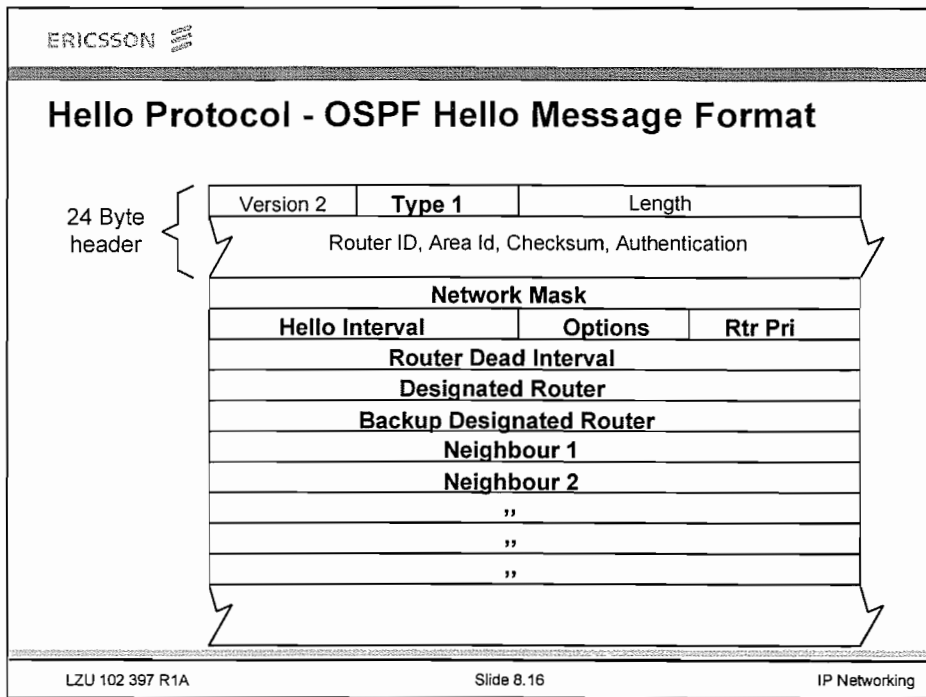 ERICSSON
Hello Protocol - OSPF Hello Message Format
24 Byte
header
Version 2 Type 1 Length
Router ID, Area Id, Checksum, Authentication
Network Mask
Hello Interval Options Rtr Pri
Router Dead Interval
Designated Router
Backup Designated Router
Neighbour 1
Neighbour 2
,,
,,
,,
LZU 102 397 R1A Slide 8.16 IP Networking